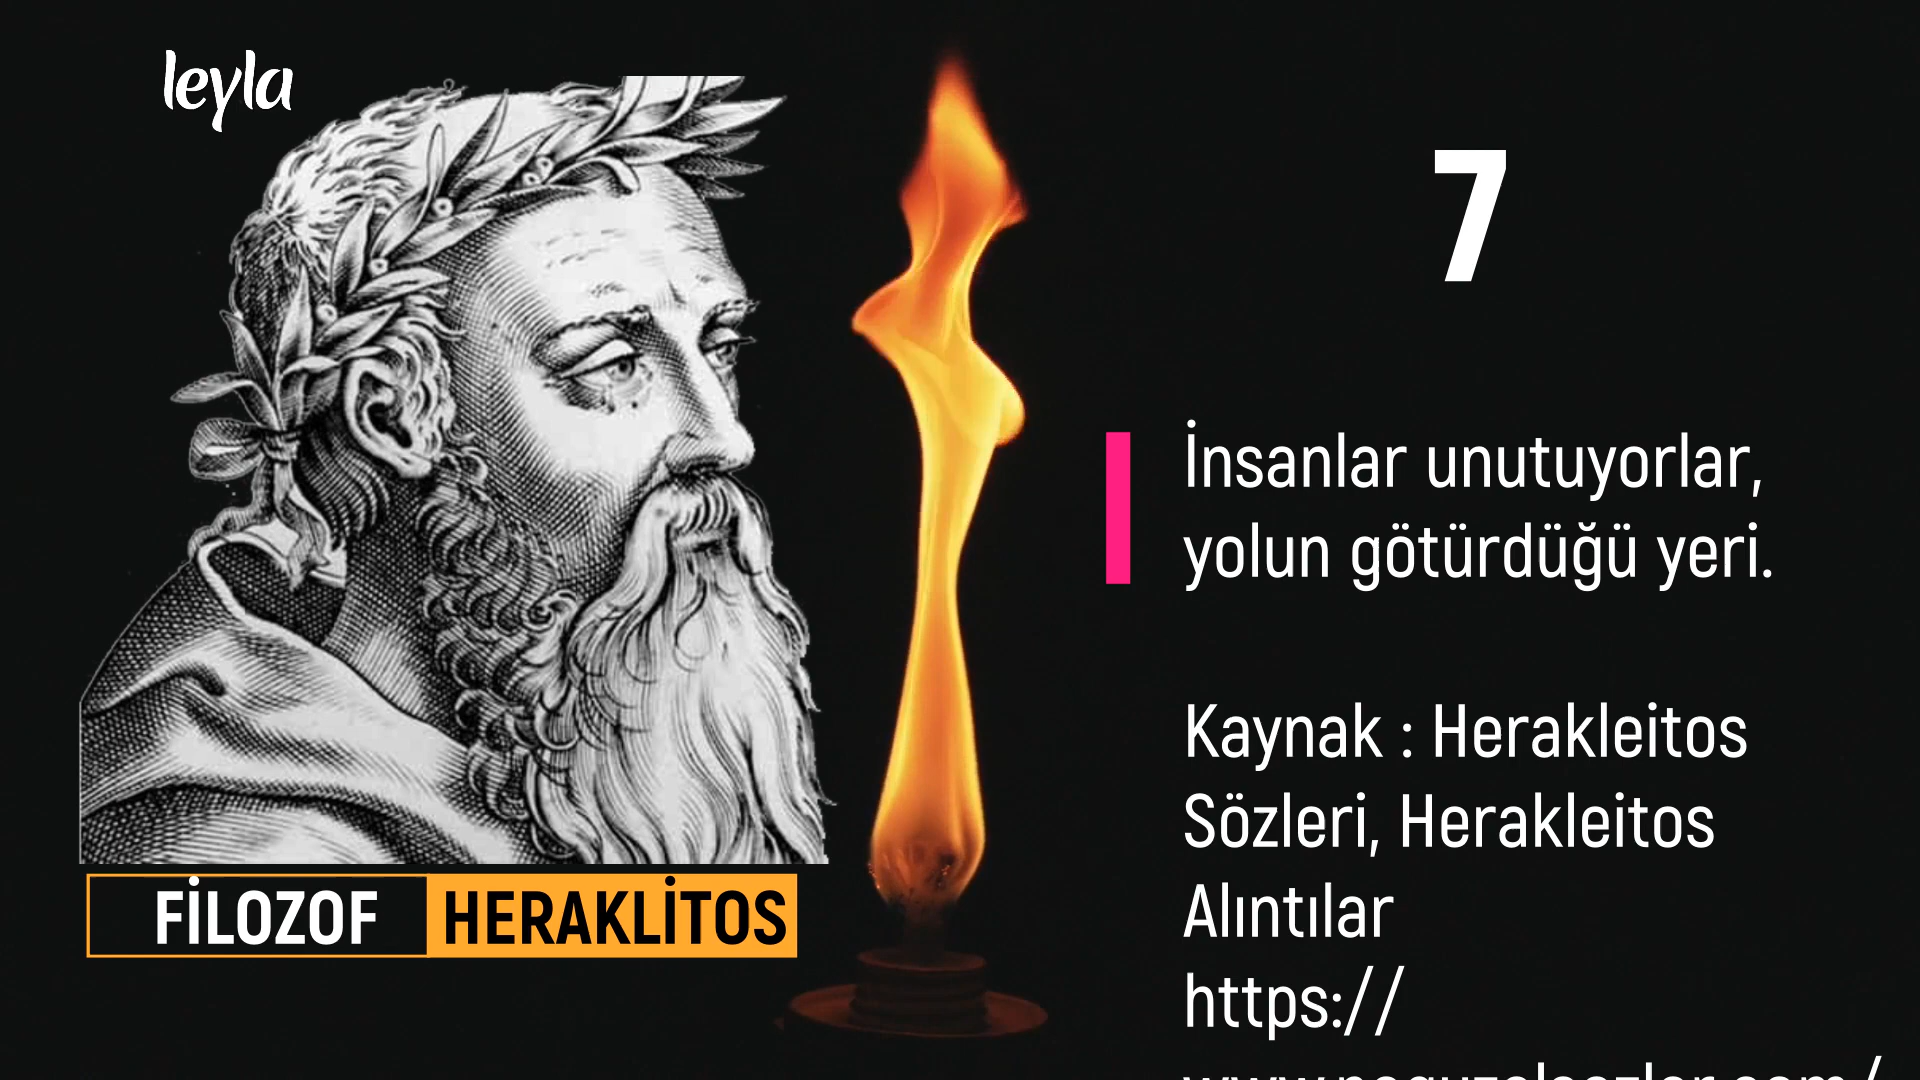 leyla
7
İnsanlar unutuyorlar,
yolun götürdüğü yeri.
Kaynak : Herakleitos
Sözleri, Herakleitos
Alıntılar
https://
FİLOZOF HERAKLİTOS